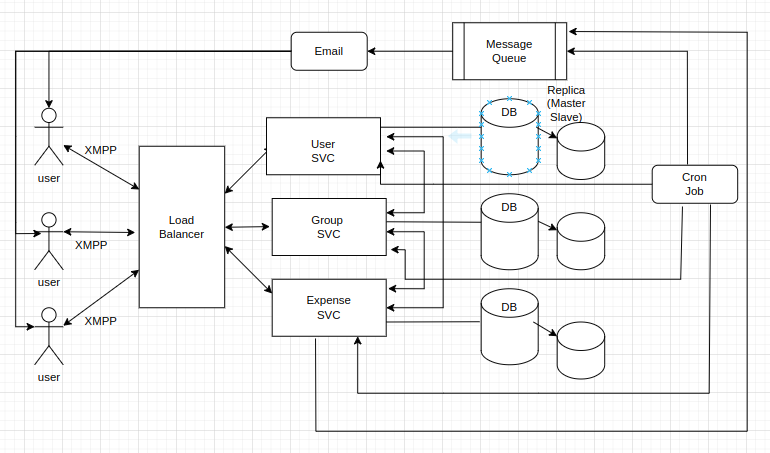 Email
Message
Queue
Replica
(Master
Slave)
DB
XMPP
User
SVC
user
Cron
Job
Load
Balancer
Group
SVC
DB
XMPP
user
Expense
SVC
DB
XMPP
user